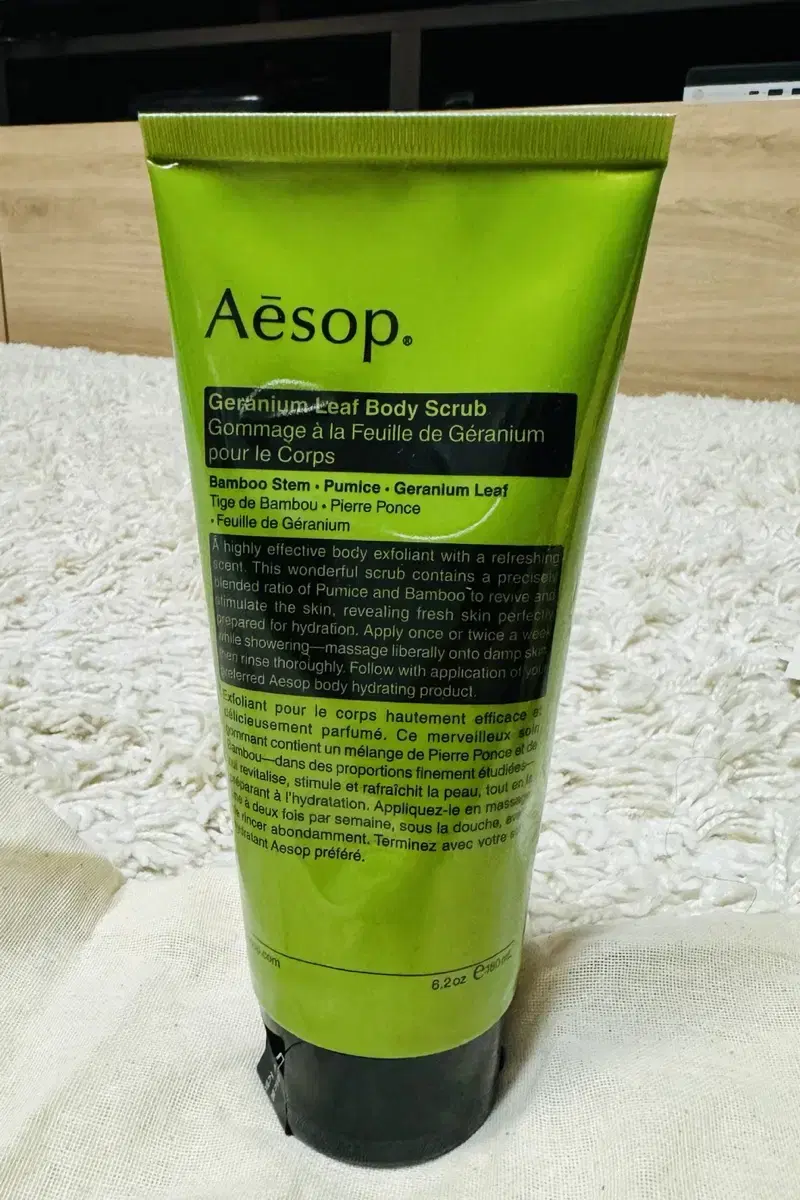 Aēsop®
Geranium Leaf Body Scrub
Gommage à la Feuille de Géranium
pour le Corps
Bamboo Stem • Pumice • Geranium Leaf
Tige de Bambou • Pierre Ponce
• Feuille de Géranium
A highly effective body exfoliant with a refreshing
scent. This wonderful scrub contains a precisely
blended ratio of Pumice and Bamboo to revive and
stimulate the skin, revealing fresh skin perfectly
prepared for hydration. Apply once or twice a week
while showering—massage liberally onto damp skin,
then rinse thoroughly. Follow with application of your
preferred Aesop body hydrating product.
Exfoliant pour le corps hautement efficace et
délicieusement parfumé. Ce merveilleux soin
gommant contient un mélange de Pierre Ponce et de
Bambou—dans des proportions finement étudiées—
qui revitalise, stimule et rafraîchit la peau, tout en la
préparant à l'hydratation. Appliquez-le en massage
une à deux fois par semaine, sous la douche,
rincer abondamment. Terminez avec votre
hydratant Aesop préféré.
6.2 oz ℮ 180 mL